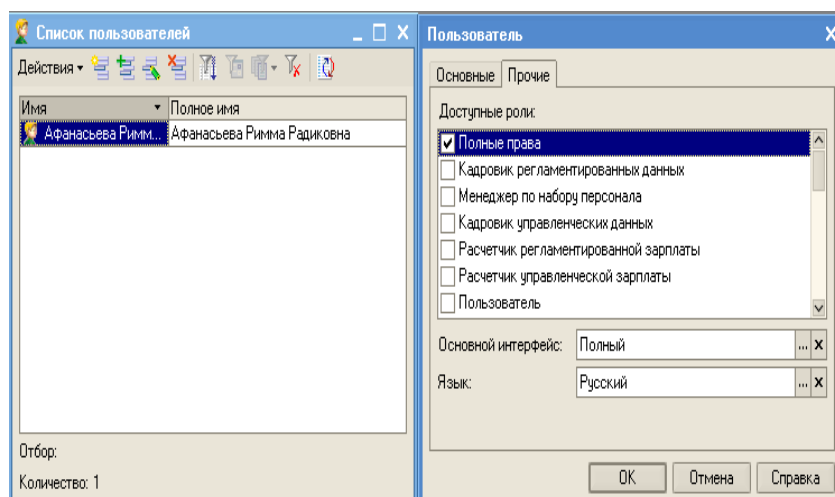 Список пользователей
Действия
Имя Полное имя
Афанасьева Римм... Афанасьева Римма Радиковна
Отбор:
Количество: 1
Пользователь
Основные Прочие
Доступные роли:
Полные права
Кадровик регламентированных данных
Менеджер по набору персонала
Кадровик управленческих данных
Расчетчик регламентированной зарплаты
Расчетчик управленческой зарплаты
Пользователь
Основной интерфейс: Полный ... x
Язык: Русский ... x
OK Отмена Справка